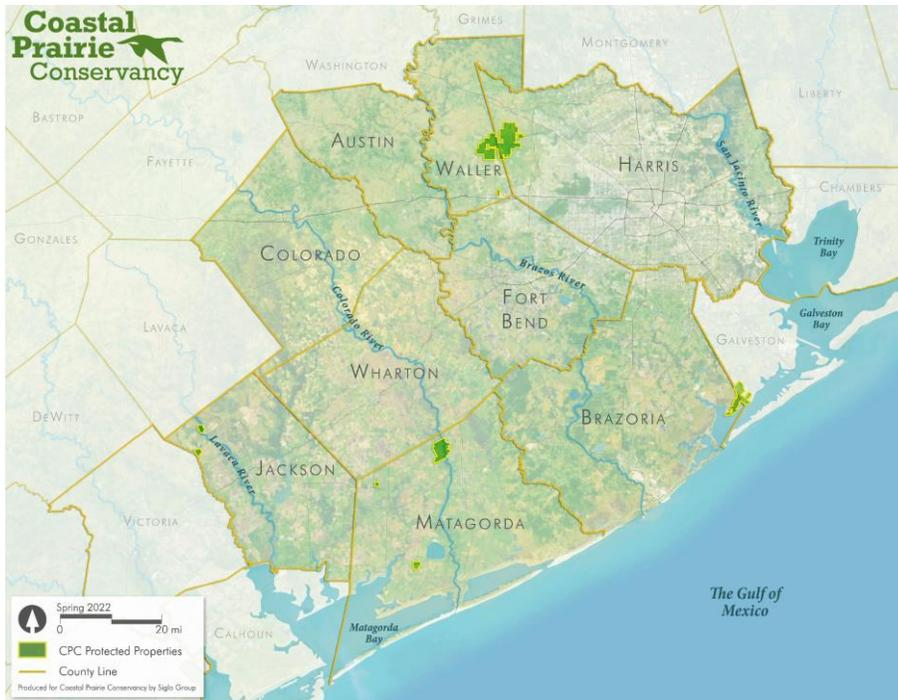 Coastal
Prairie
Conservancy
GRIMES
MONTGOMERY
WASHINGTON
LIBERTY
BASTROP
AUSTIN
FAYETTE
WALLER
HARRIS
San Jacinto River
CHAMBERS
GONZALES
COLORADO
Trinity
Bay
Brazos River
FORT
BEND
Colorado River
Galveston
Bay
LAVACA
GALVESTON
WHARTON
DEWITT
BRAZORIA
Lavaca River
JACKSON
VICTORIA
MATAGORDA
The Gulf of
Mexico
Matagorda
Bay
CALHOUN
Spring 2022
0 20 mi
CPC Protected Properties
County Line
Produced for Coastal Prairie Conservancy by Siglo Group